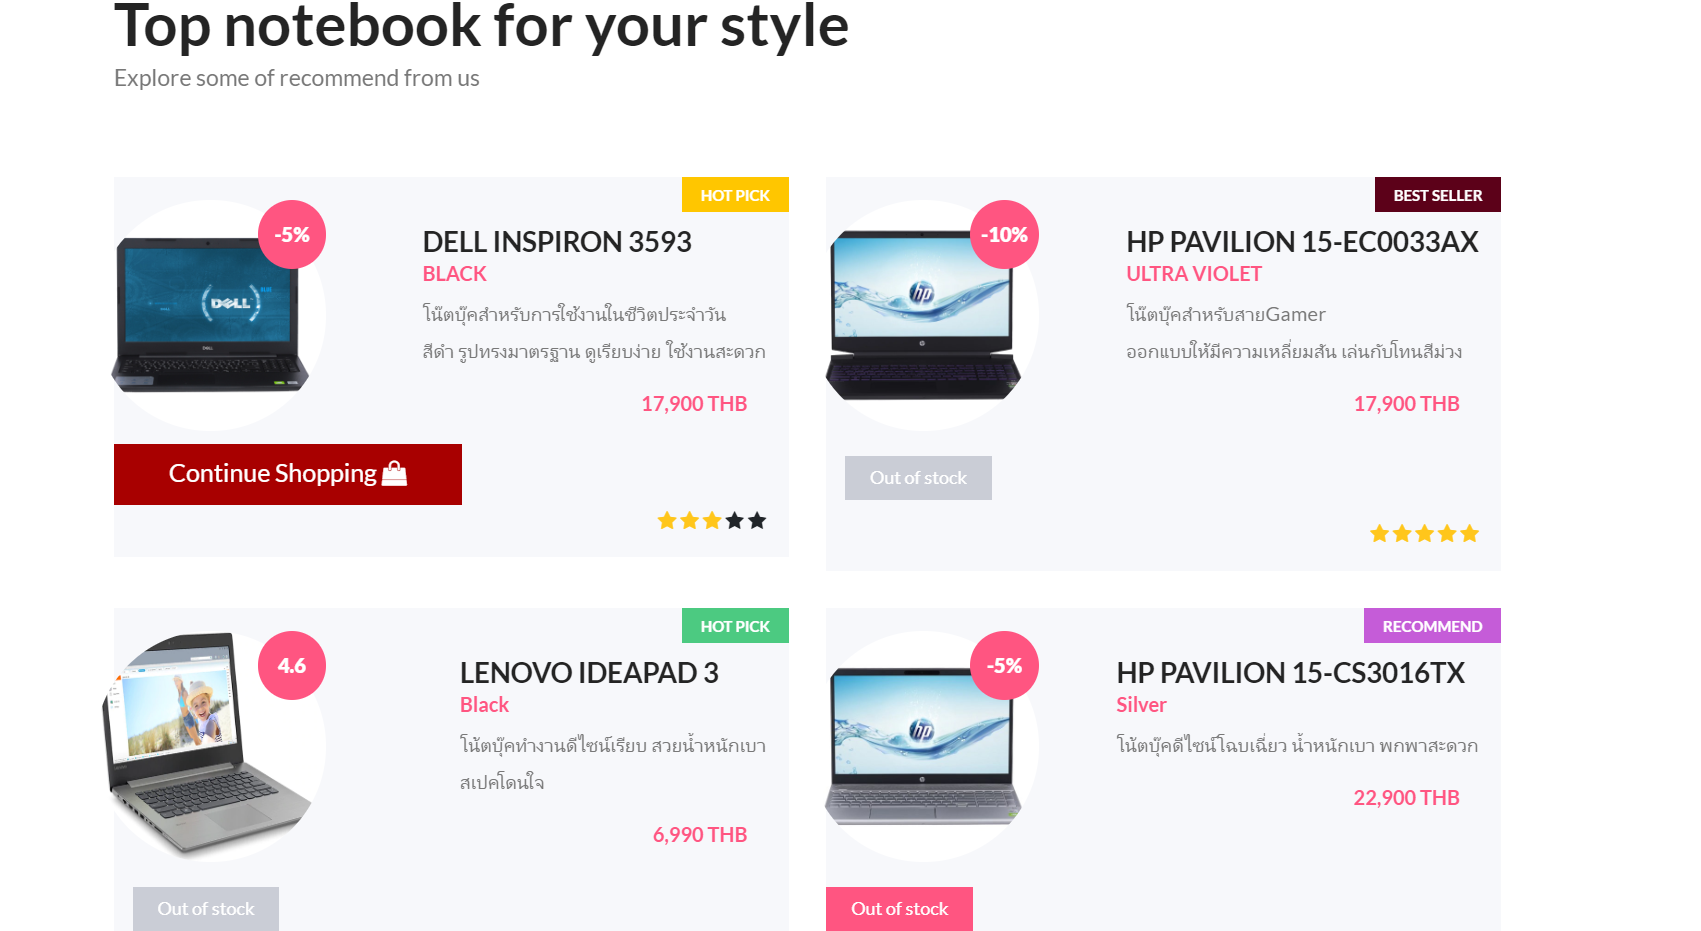 Top notebook for your style
Explore some of recommend from us
HOT PICK
-5%
DELL
DELL INSPIRON 3593
BLACK
โน๊ตบุ๊คสำหรับการใช้งานในชีวิตประจำวัน
สีดำ รูปทรงมาตรฐาน ดูเรียบง่าย ใช้งานสะดวก
17,900 THB
Continue Shopping
BEST SELLER
-10%
hp
HP PAVILION 15-EC0033AX
ULTRA VIOLET
โน๊ตบุ๊คสำหรับสายGamer
ออกแบบให้มีความเหลี่ยมสัน เล่นกับโทนสีม่วง
17,900 THB
Out of stock
HOT PICK
4.6
LENOVO IDEAPAD 3
Black
โน้ตบุ๊คทำงานดีไซน์เรียบ สวยน้ำหนักเบา
สเปคโดนใจ
6,990 THB
Out of stock
RECOMMEND
-5%
hp
HP PAVILION 15-CS3016TX
Silver
โน้ตบุ๊คดีไซน์โฉบเฉี่ยว น้ำหนักเบา พกพาสะดวก
22,900 THB
Out of stock